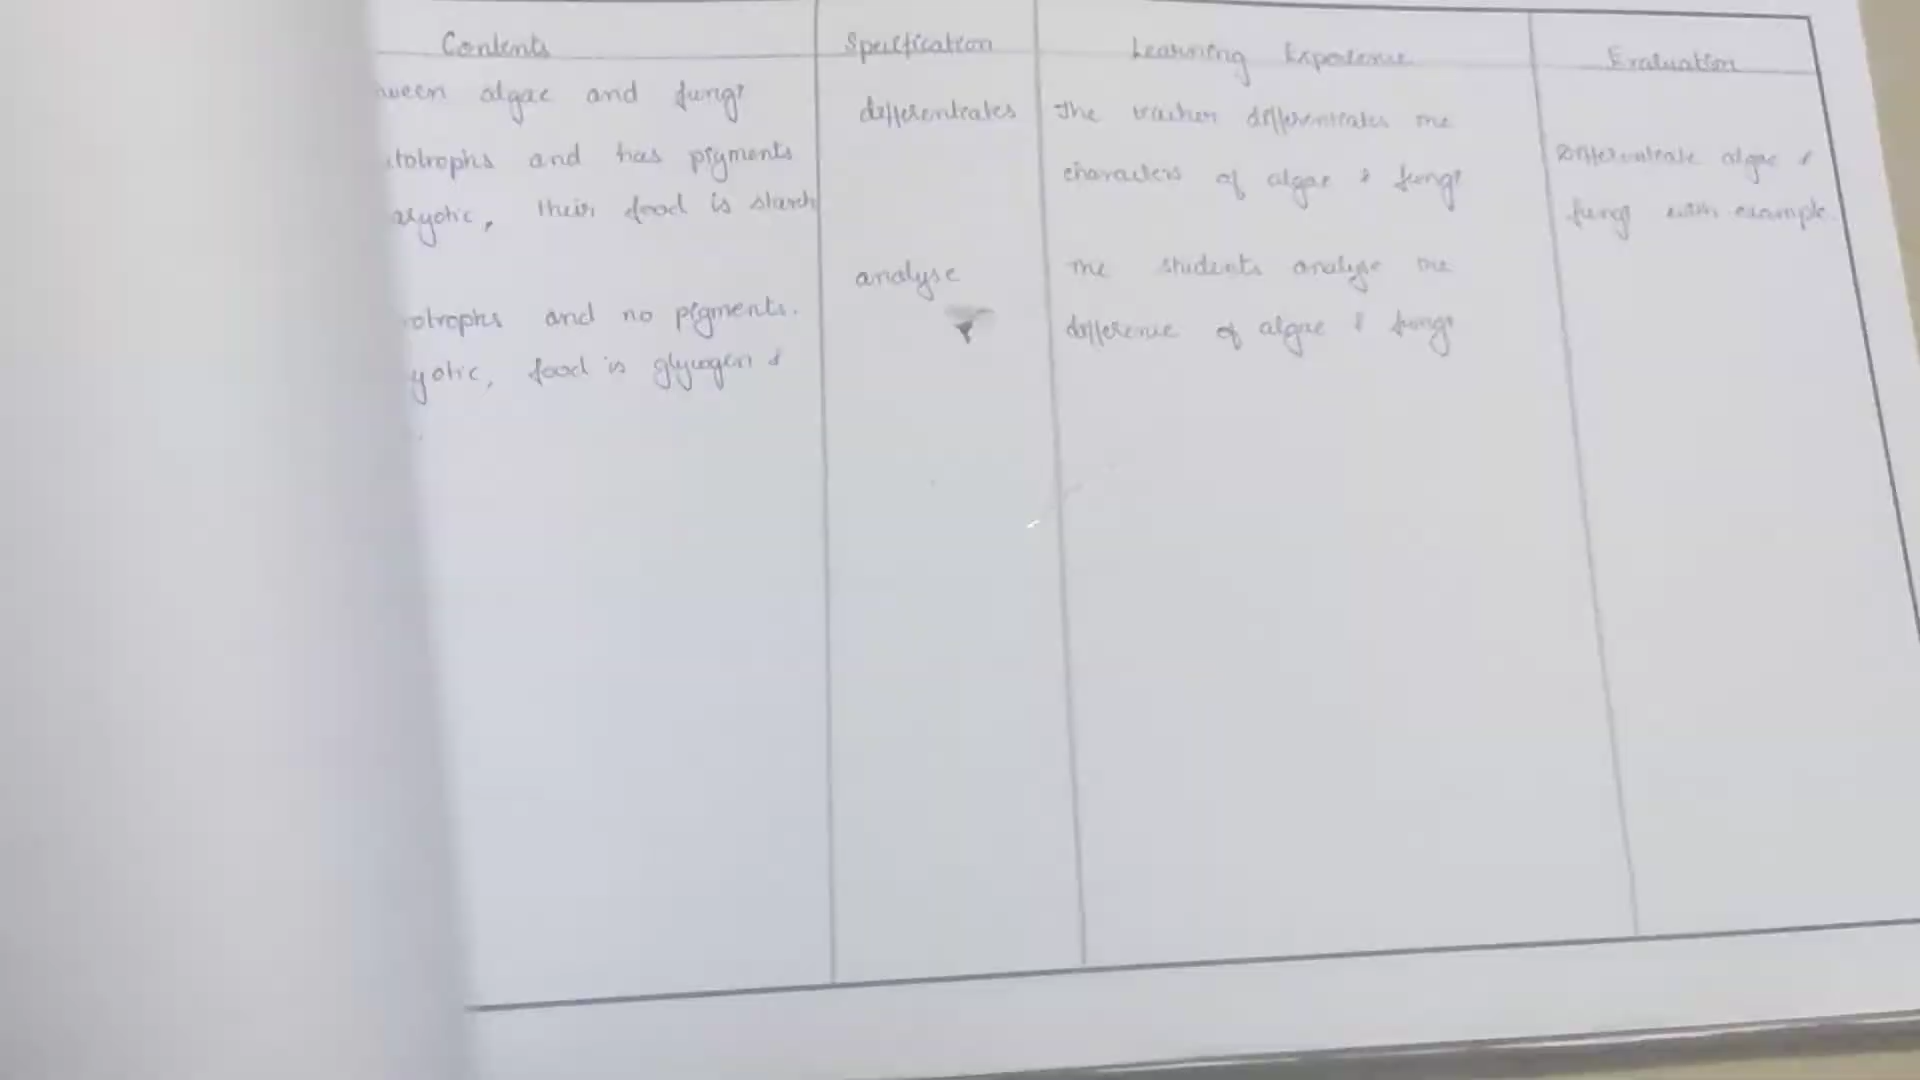 Contents
Specification
Learning Experience
Evaluation
ween algae and fungi
totrophs and has pigments
aryotic, their food is starch
otrophs and no pigments.
yotic, food is glycogen &
differentiates
analyse
The teacher differentiates the
characters of algae & fungi
The students analyse the
difference of algae & fungi
Differentiate algae &
fungi with example.